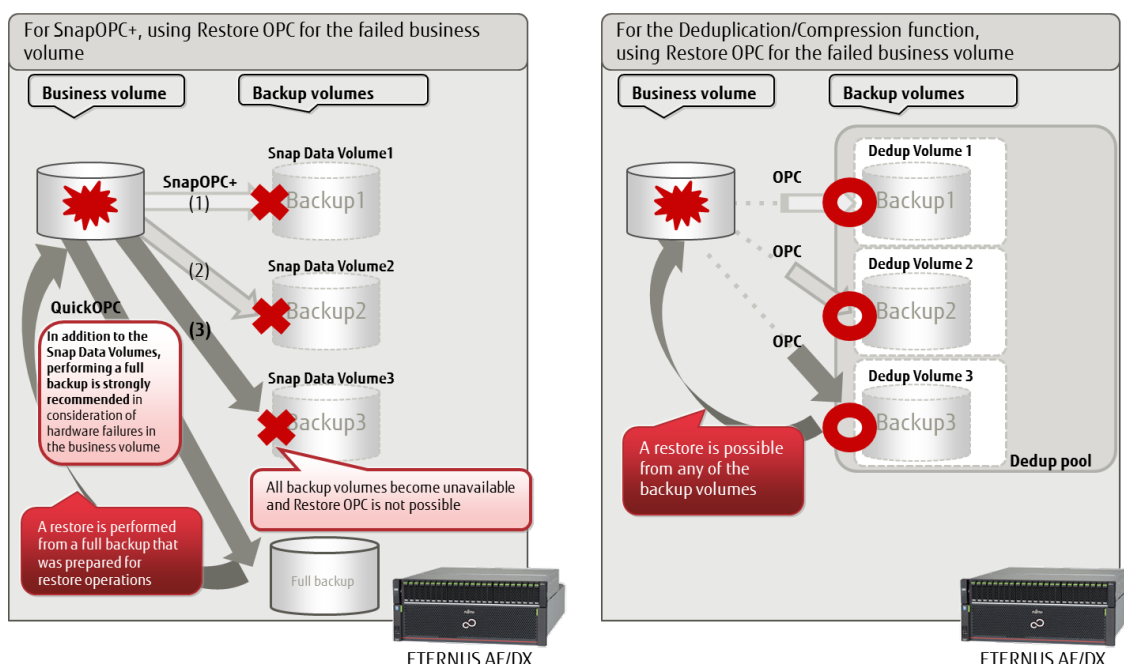 For SnapOPC+, using Restore OPC for the failed business
volume
Business volume
Backup volumes
Snap Data Volume1
SnapOPC+
(1)
Backup1
Snap Data Volume2
(2)
Backup2
QuickOPC
(3)
In addition to the
Snap Data Volumes,
performing a full
backup is strongly
recommended in
consideration of
hardware failures in
the business volume
Snap Data Volume3
Backup3
All backup volumes become unavailable
and Restore OPC is not possible
A restore is performed
from a full backup that
was prepared for
restore operations
Full backup
ETERNUS AF/DX
For the Deduplication/Compression function,
using Restore OPC for the failed business volume
Business volume
Backup volumes
Dedup Volume 1
OPC
Backup1
Dedup Volume 2
OPC
Backup2
OPC
Dedup Volume 3
Backup3
A restore is possible
from any of the
backup volumes
Dedup pool
ETERNUS AF/DX